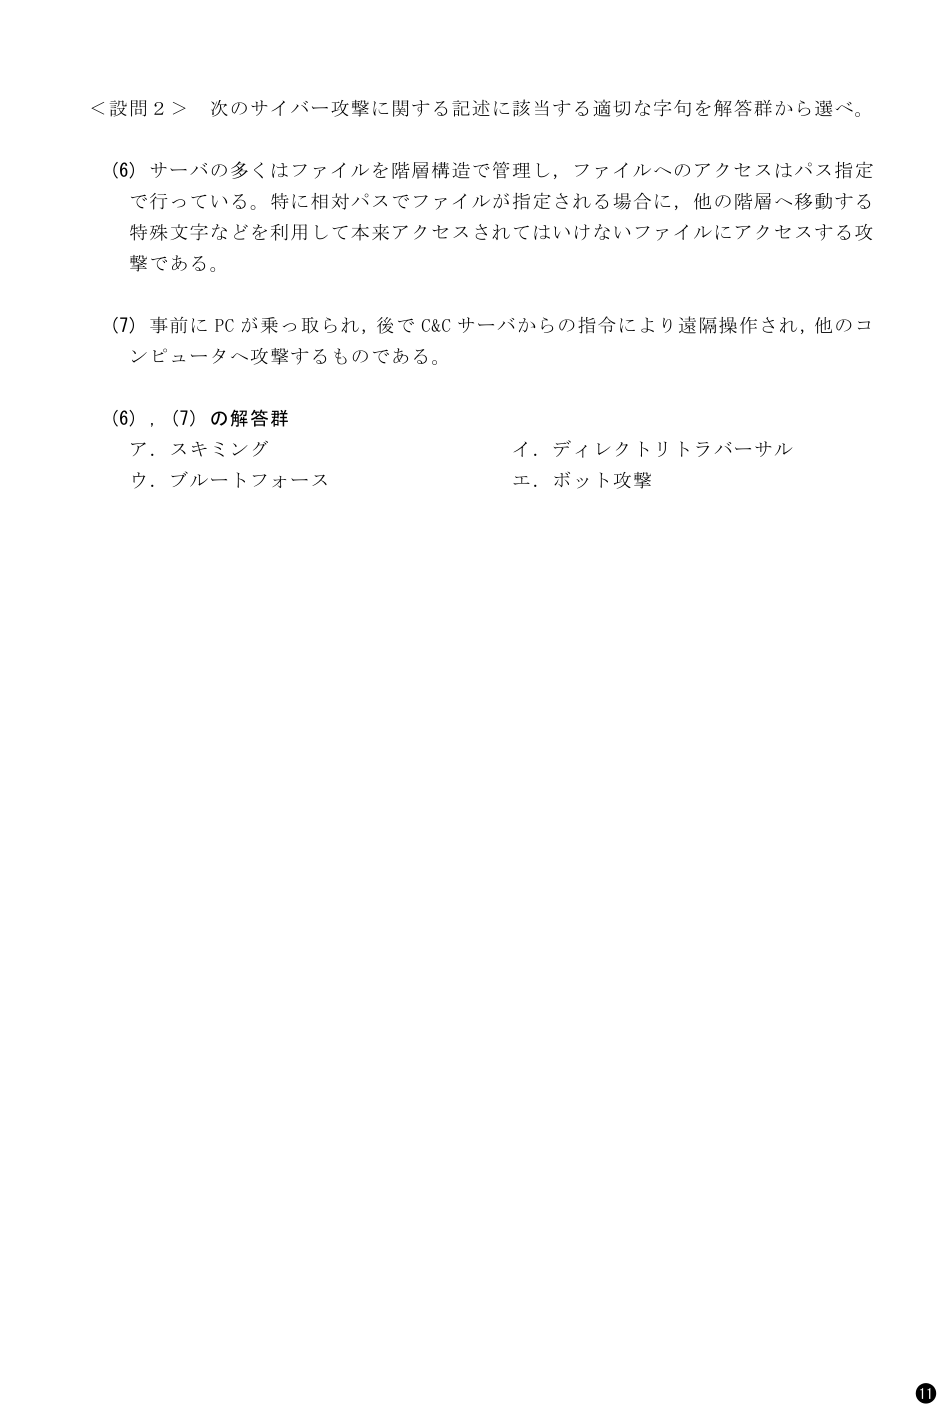 ＜設問２＞　次のサイバー攻撃に関する記述に該当する適切な字句を解答群から選べ。
(6) サーバの多くはファイルを階層構造で管理し，ファイルへのアクセスはパス指定
で行っている。特に相対パスでファイルが指定される場合に，他の階層へ移動する
特殊文字などを利用して本来アクセスされてはいけないファイルにアクセスする攻
撃である。
(7) 事前に PC が乗っ取られ，後で C&C サーバからの指令により遠隔操作され，他のコ
ンピュータへ攻撃するものである。
(6)，(7) の解答群
ア．スキミング　イ．ディレクトリトラバーサル
ウ．ブルートフォース　エ．ボット攻撃
11